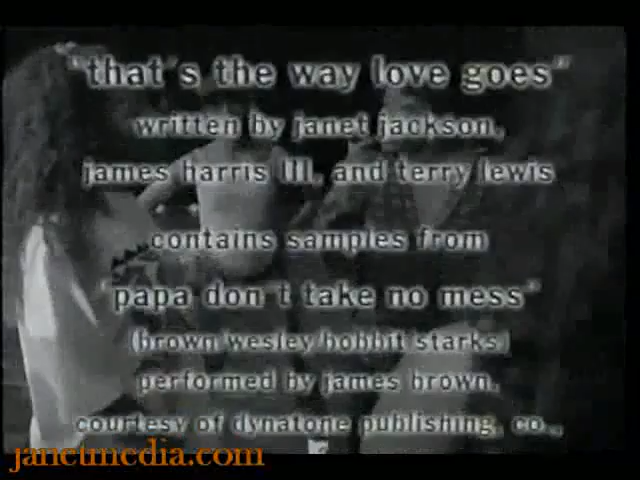 "that's the way love goes"
written by janet jackson,
james harris III, and terry lewis
contains samples from
"papa don't take no mess"
(brown/wesley/bobbit/starks)
performed by james brown,
courtesy of dynatone publishing, co.,
janetmedia.com